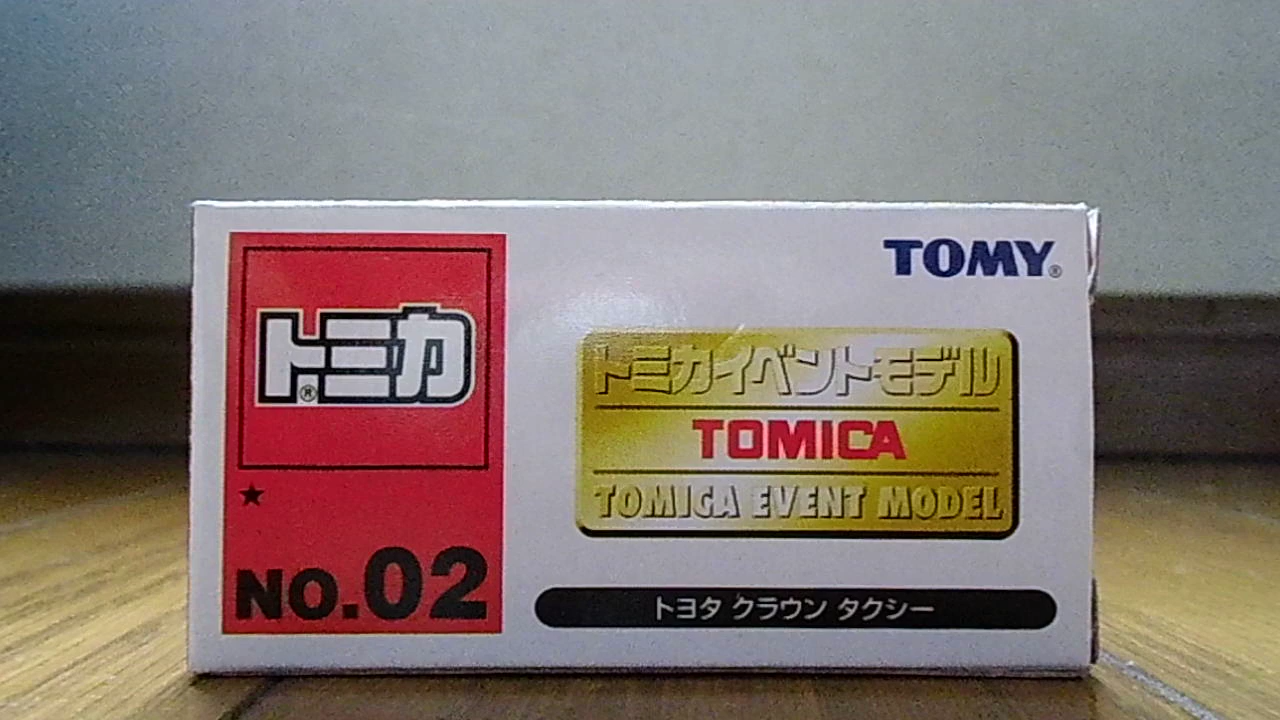 トミカ®
★
NO.02
TOMY®
トミカイベントモデル
TOMICA
TOMICA EVENT MODEL
トヨタ クラウン タクシー